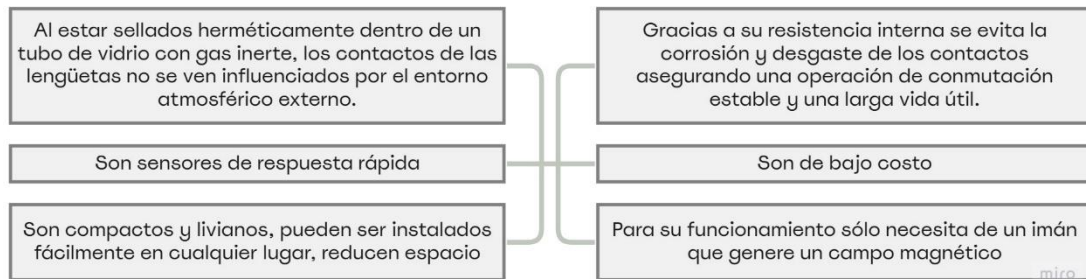 Al estar sellados herméticamente dentro de un
tubo de vidrio con gas inerte, los contactos de las
lengüetas no se ven influenciados por el entorno
atmosférico externo.
Gracias a su resistencia interna se evita la
corrosión y desgaste de los contactos
asegurando una operación de conmutación
estable y una larga vida útil.
Son sensores de respuesta rápida
Son de bajo costo
Son compactos y livianos, pueden ser instalados
fácilmente en cualquier lugar, reducen espacio
Para su funcionamiento sólo necesita de un imán
que genere un campo magnético
miro